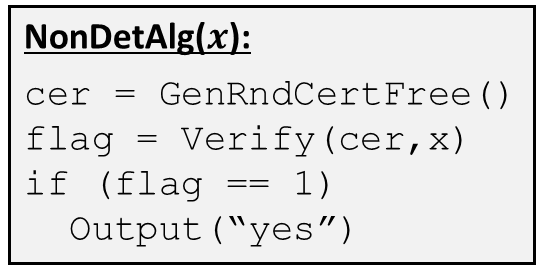 NonDetAlg(x):
cer = GenRndCertFree()
flag = Verify(cer,x)
if (flag == 1)
Output(“yes”)